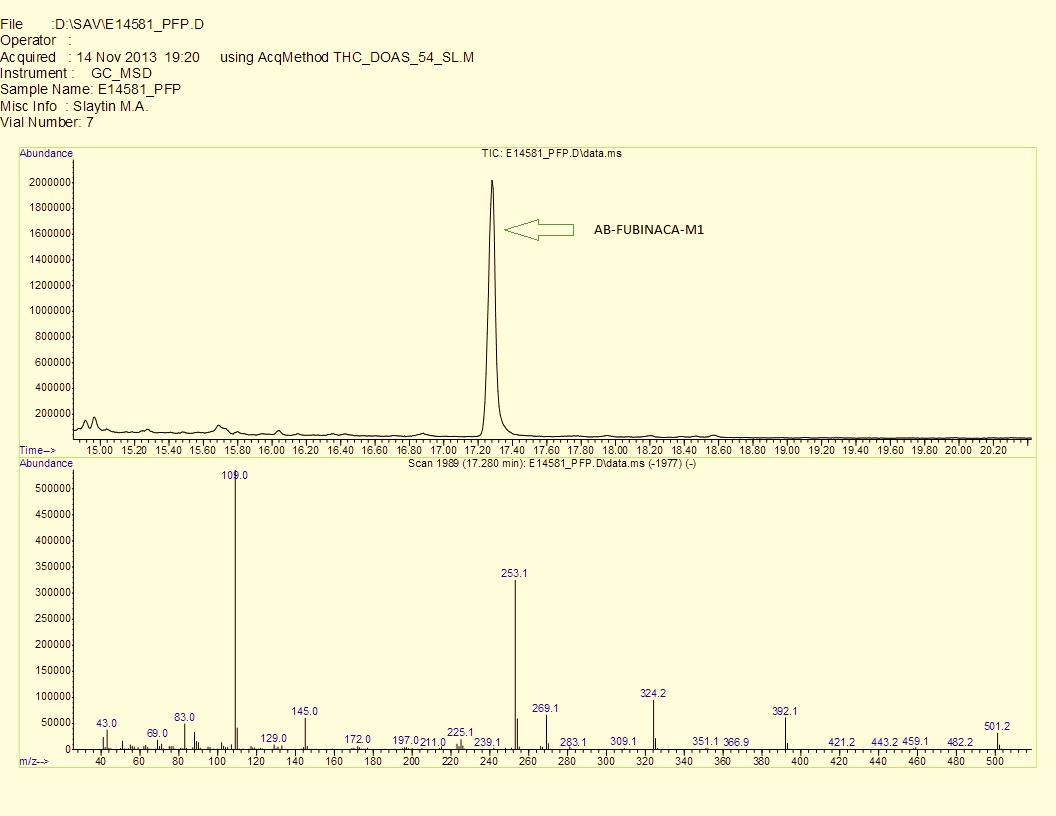 File :D:\SAV\E14581_PFP.D
Operator :
Acquired : 14 Nov 2013 19:20 using AcqMethod THC_DOAS_54_SL.M
Instrument : GC_MSD
Sample Name: E14581_PFP
Misc Info : Slaytin M.A.
Vial Number: 7
Abundance
TIC: E14581_PFP.D\data.ms
2000000
1800000
1600000
1400000
1200000
1000000
800000
600000
400000
200000
AB-FUBINACA-M1
Time-->
15.00 15.20 15.40 15.60 15.80 16.00 16.20 16.40 16.60 16.80 17.00 17.20 17.40 17.60 17.80 18.00 18.20 18.40 18.60 18.80 19.00 19.20 19.40 19.60 19.80 20.00 20.20
Abundance
Scan 1989 (17.280 min): E14581_PFP.D\data.ms (-1977) (-)
500000
450000
400000
350000
300000
250000
200000
150000
100000
50000
0
43.0 69.0 83.0 109.0 129.0 145.0 172.0 197.0 211.0 225.1 239.1 253.1 269.1 283.1 309.1 324.2 351.1 366.9 392.1 421.2 443.2 459.1 482.2 501.2
m/z-->
40 60 80 100 120 140 160 180 200 220 240 260 280 300 320 340 360 380 400 420 440 460 480 500